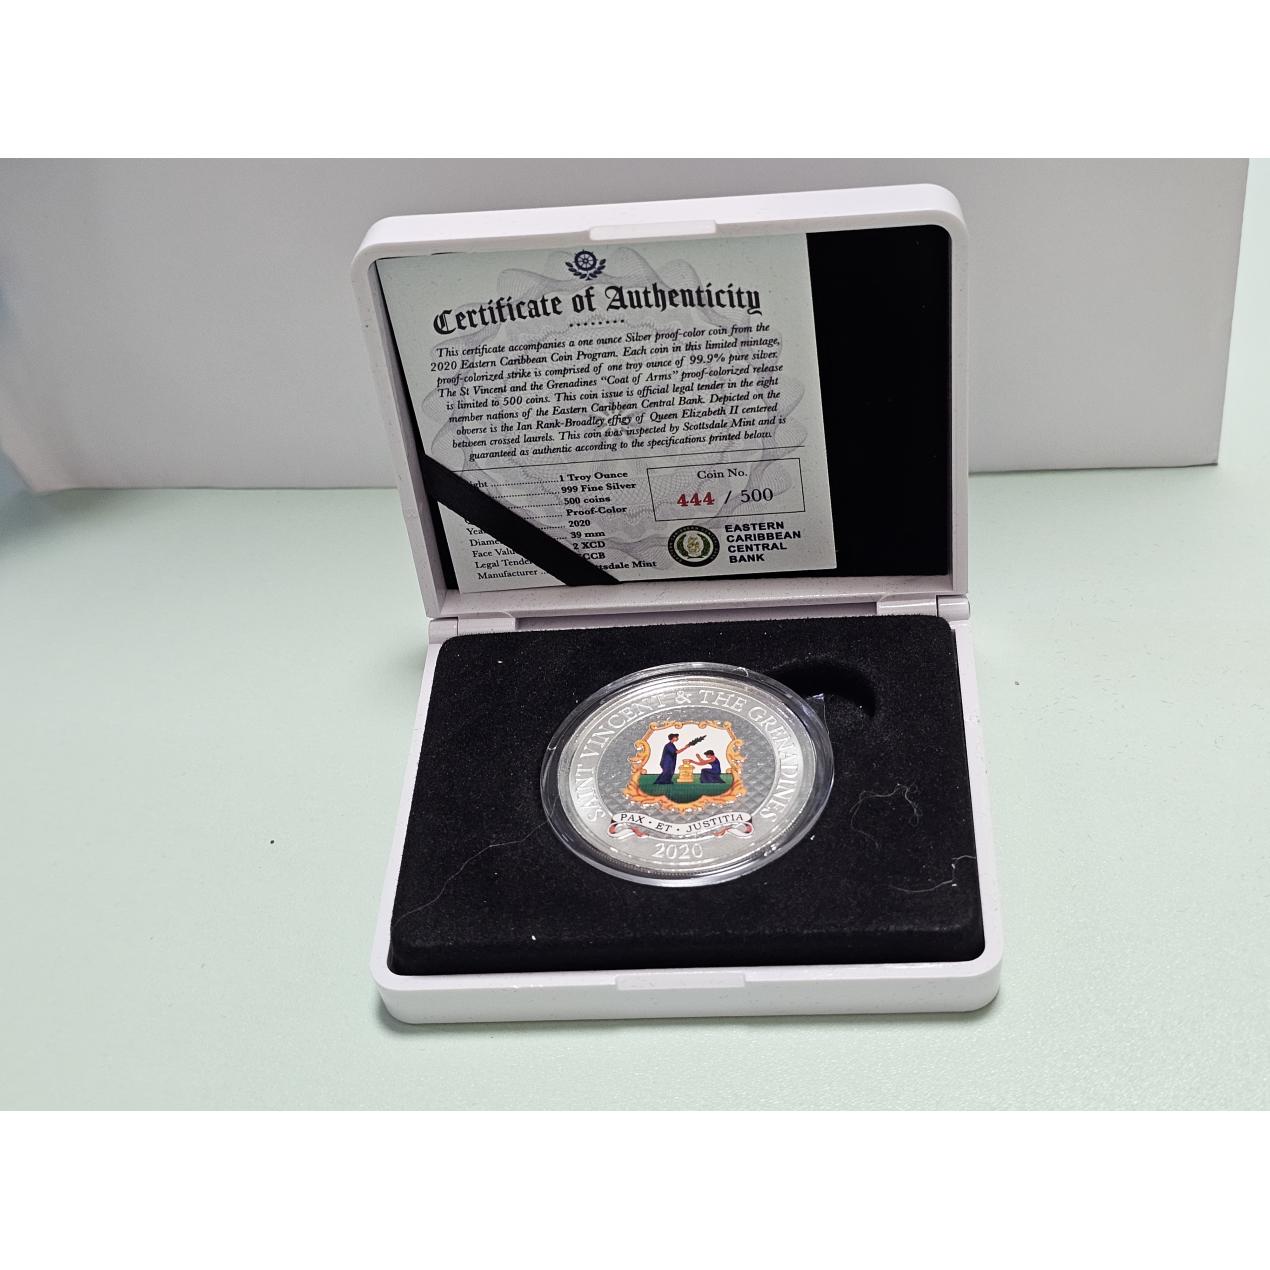 Certificate of Authenticity
This certificate accompanies a one ounce Silver proof-color coin from the
2020 Eastern Caribbean Coin Program. Each coin in this limited mintage,
proof-colorized strike is comprised of one troy ounce of 99.9% pure silver.
The St Vincent and the Grenadines "Coat of Arms" proof-colorized release
is limited to 500 coins. This coin issue is official legal tender in the eight
member nations of the Eastern Caribbean Central Bank. Depicted on the
obverse is the Ian Rank-Broadley effigy of Queen Elizabeth II centered
between crossed laurels. This coin was inspected by Scottsdale Mint and is
guaranteed as authentic according to the specifications printed below.
1 Troy Ounce
999 Fine Silver
500 coins
Proof-Color
2020
39 mm
Face 2 XCD
Legal
Manufacturer Mint
Coin No.
444 / 500
EASTERN
CARIBBEAN
CENTRAL
BANK
SAINT VINCENT & THE GRENADINES
PAX · ET · JUSTITIA
2020